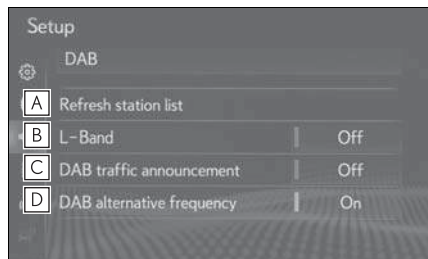 Setup
DAB
A Refresh station list
B L-Band Off
C DAB traffic announcement Off
D DAB alternative frequency On